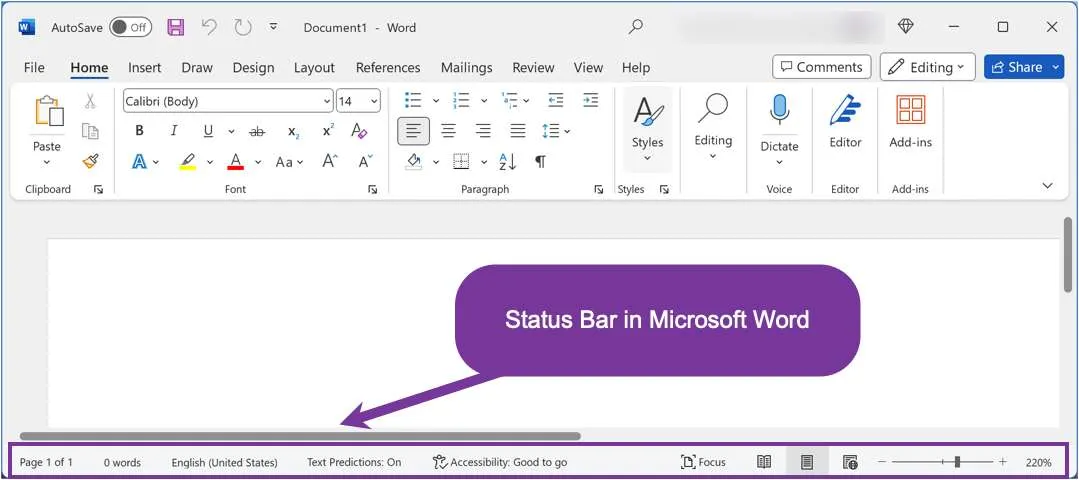 AutoSave Off Document1 - Word
File Home Insert Draw Design Layout References Mailings Review View Help Comments Editing Share
Calibri (Body) 14
B I U ab x₂ x² A
A A Aa A A
A Z ¶
Paste Styles Editing Dictate Editor Add-ins
Clipboard Font Paragraph Styles Voice Editor Add-ins
Status Bar in Microsoft Word
Page 1 of 1 0 words English (United States) Text Predictions: On Accessibility: Good to go Focus 220%